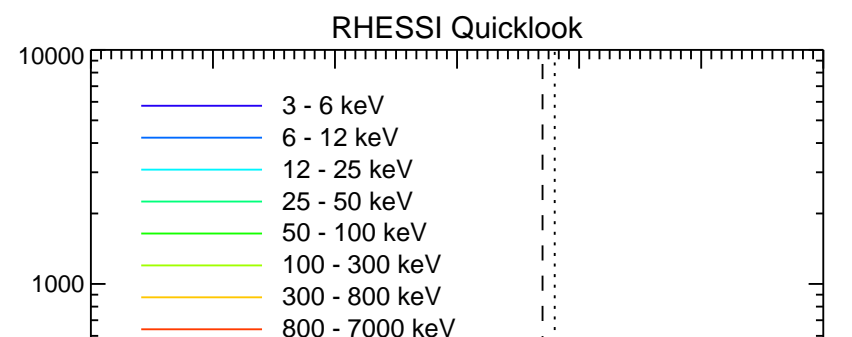 RHESSI Quicklook
10000
3 - 6 keV
6 - 12 keV
12 - 25 keV
25 - 50 keV
50 - 100 keV
100 - 300 keV
1000
300 - 800 keV
800 - 7000 keV